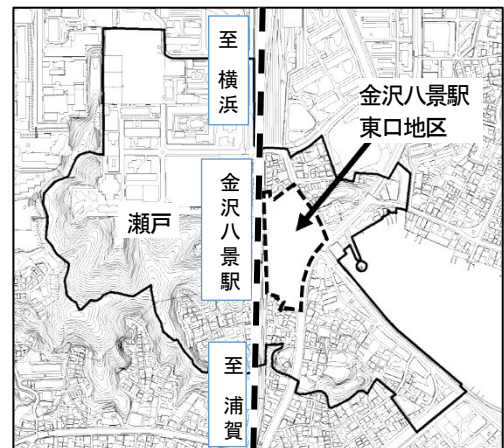 至 横浜
金沢八景駅
東口地区
金沢八景駅
瀬戸
至 浦賀